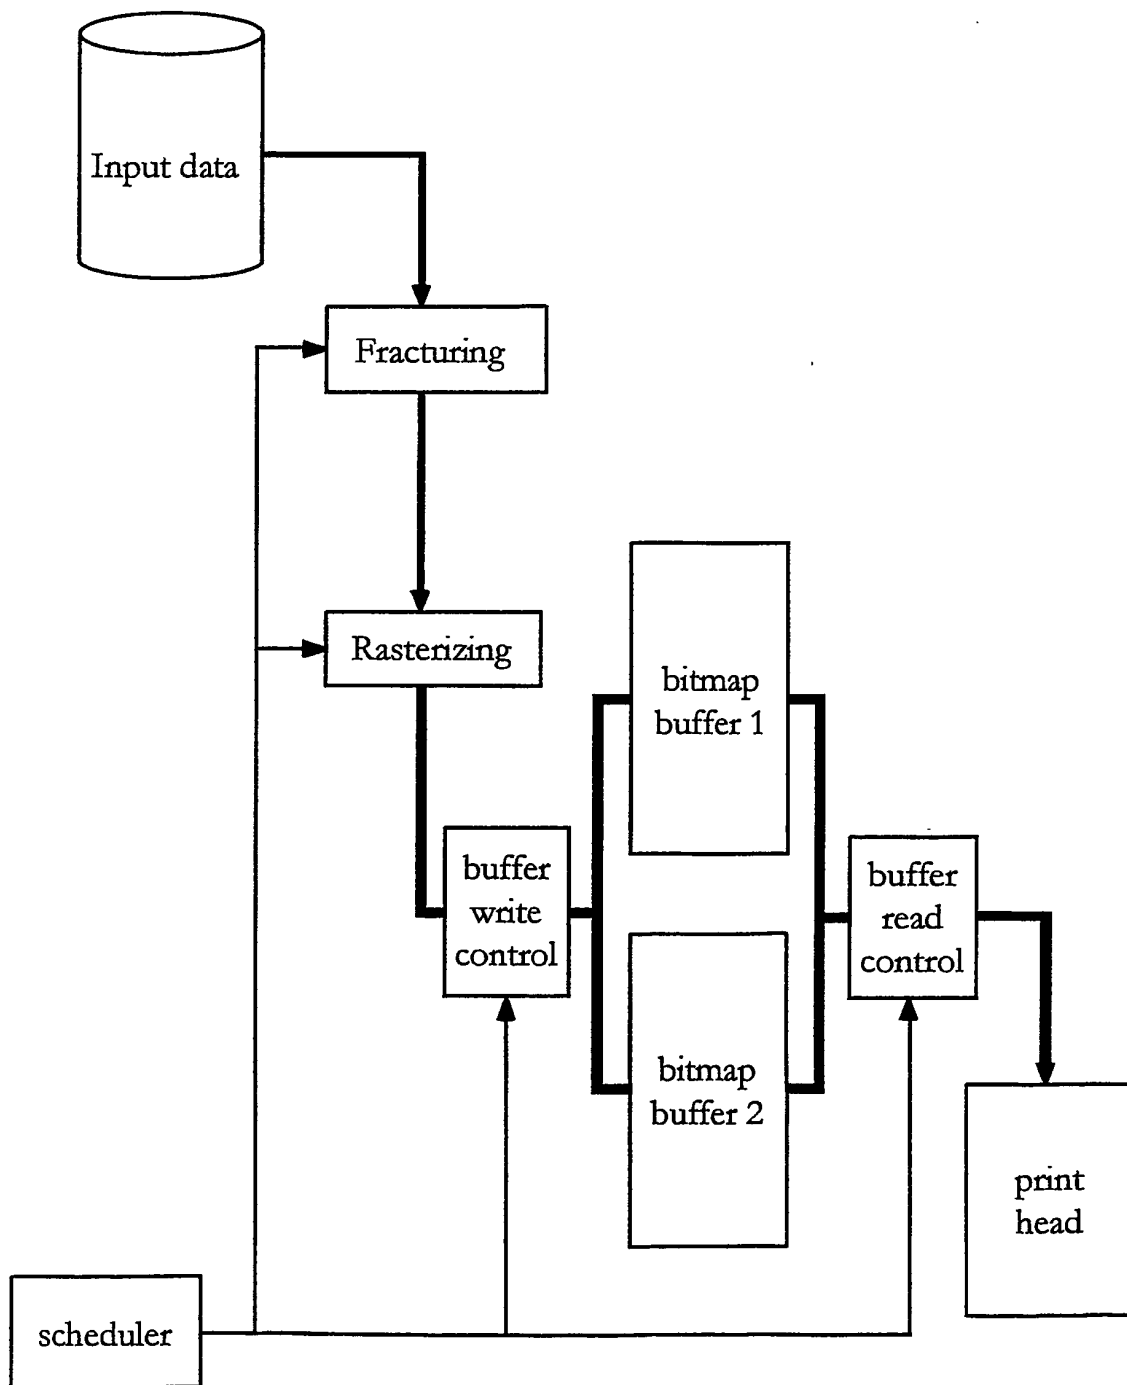 Input data
Fracturing
Rasterizing
bitmap
buffer 1
buffer
write
control
buffer
read
control
bitmap
buffer 2
print
head
scheduler